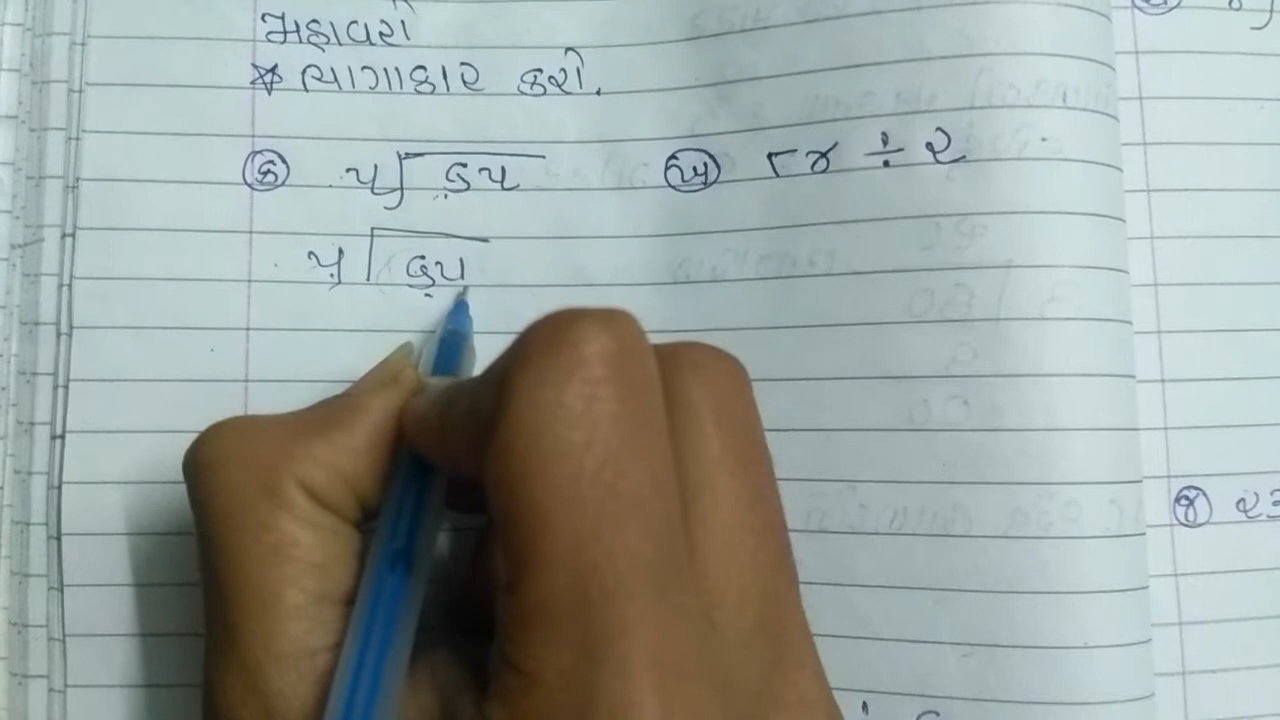 મહાવરો
* ભાગાકાર કરો.
ક ૫) ૬૫ ખ ૮૪ ÷ ૨
૫ ૬૫
જ